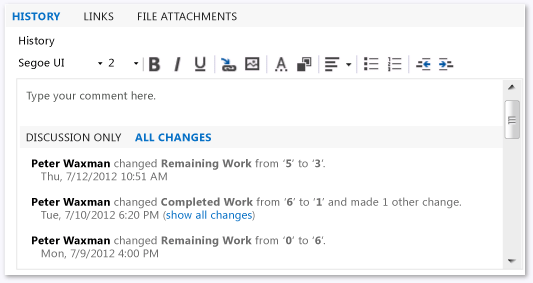 HISTORY LINKS FILE ATTACHMENTS
History
Segoe UI 2 B I U A
Type your comment here.
DISCUSSION ONLY ALL CHANGES
Peter Waxman changed Remaining Work from ‘5’ to ‘3’.
Thu, 7/12/2012 10:51 AM
Peter Waxman changed Completed Work from ‘6’ to ‘1’ and made 1 other change.
Tue, 7/10/2012 6:20 PM (show all changes)
Peter Waxman changed Remaining Work from ‘0’ to ‘6’.
Mon, 7/9/2012 4:00 PM